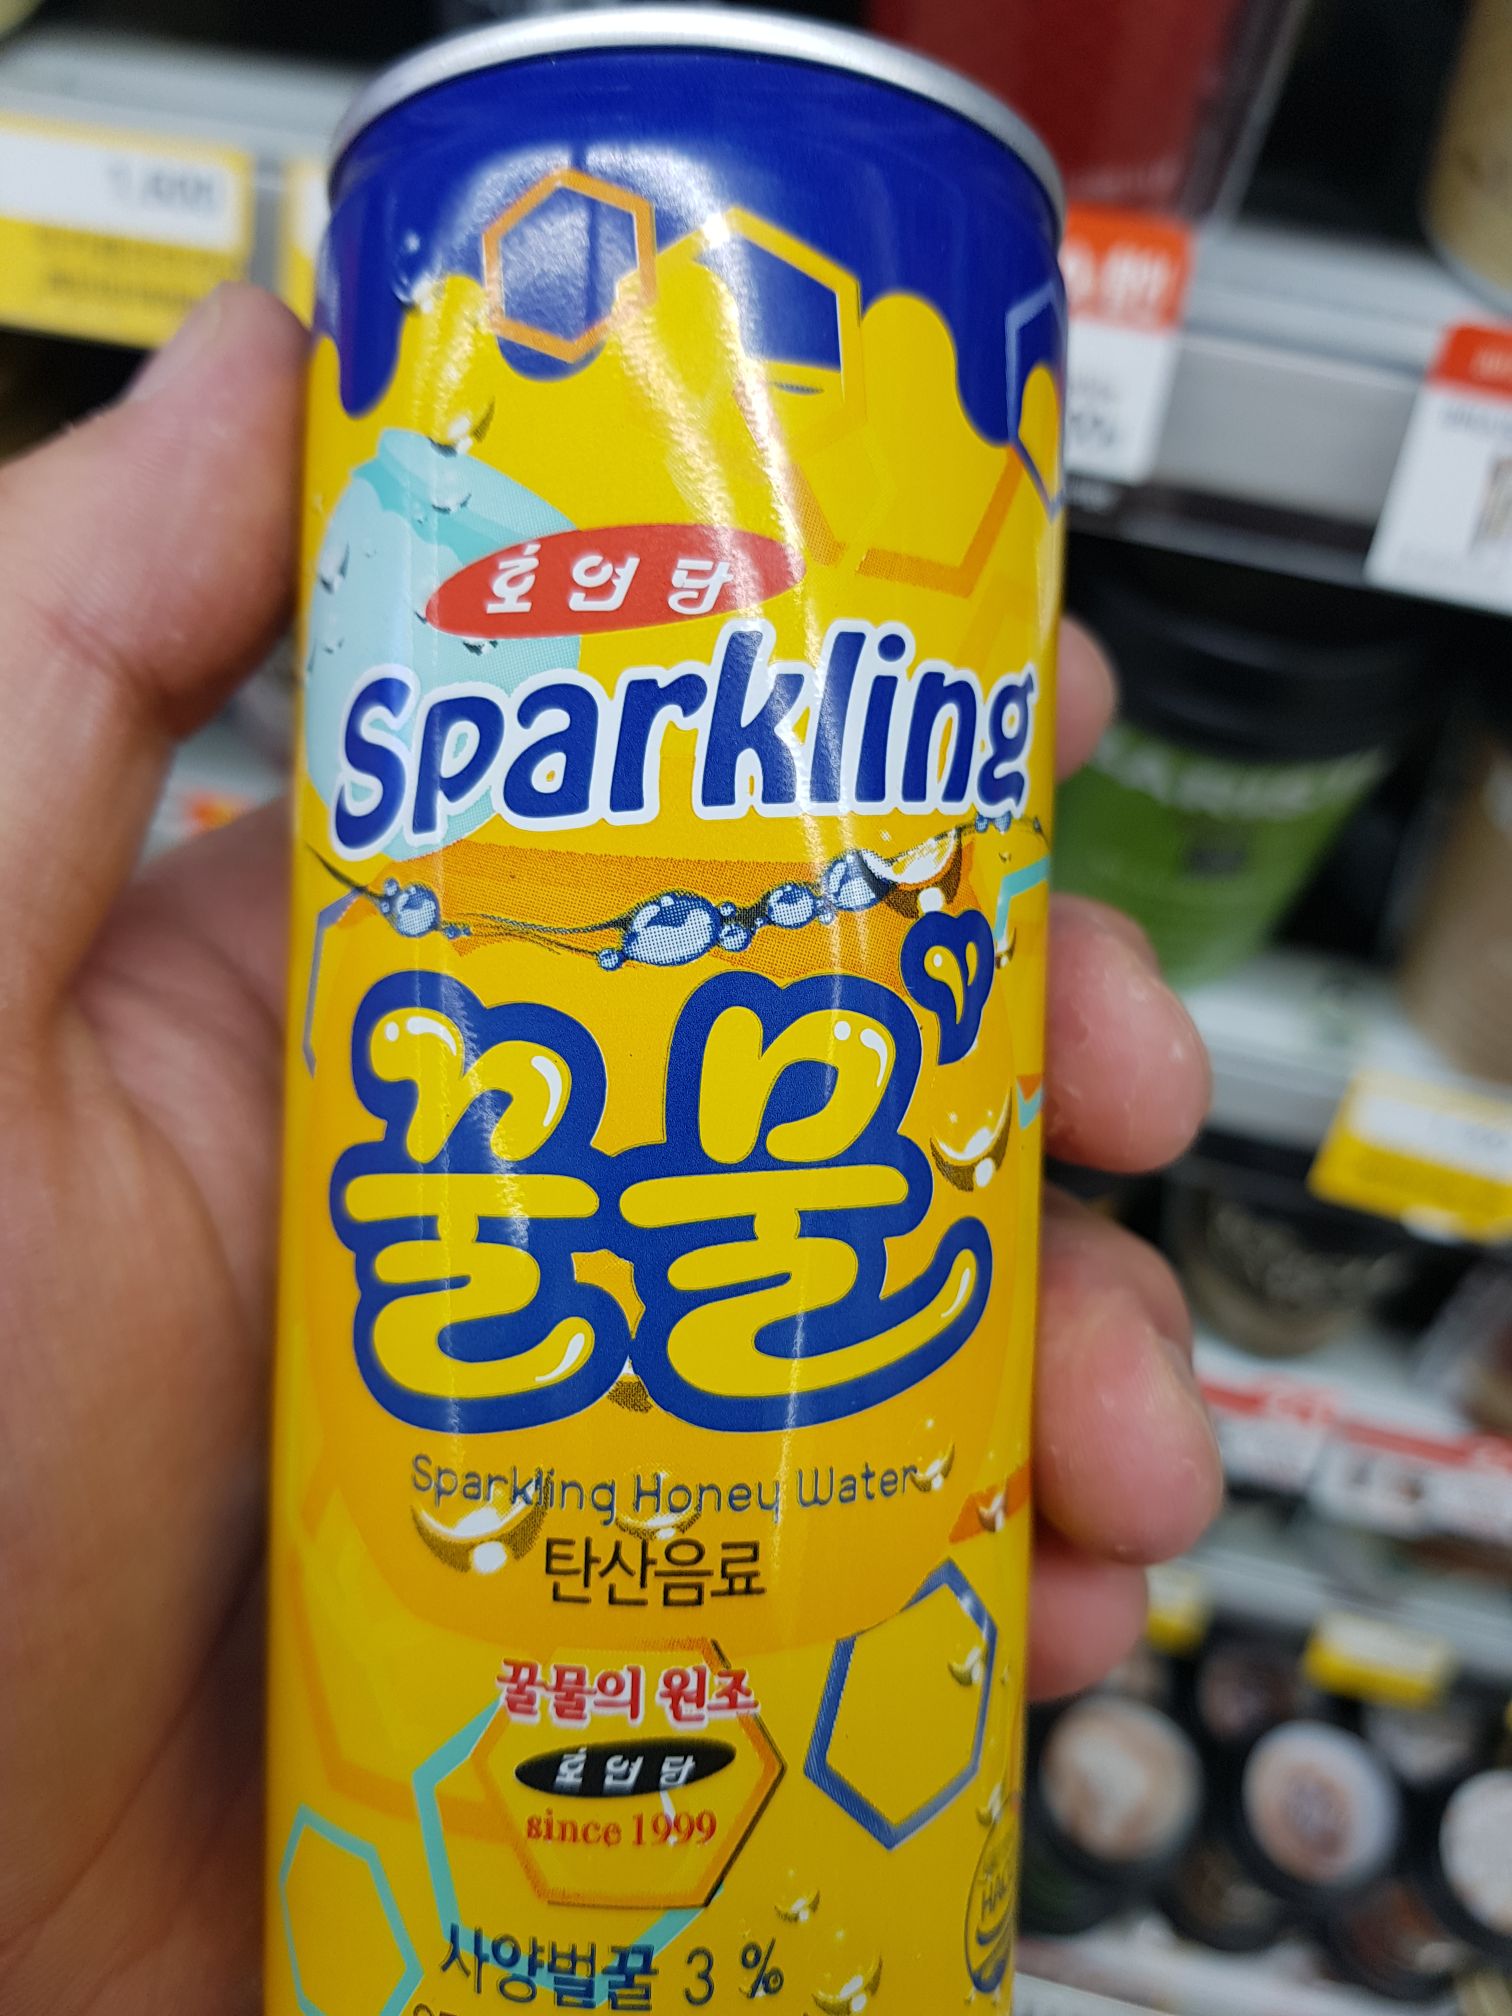 호연당
Sparkling
꿀물
Sparkling Honey Water
탄산음료
꿀물의 원조
호연당
since 1999
사양벌꿀 3 %